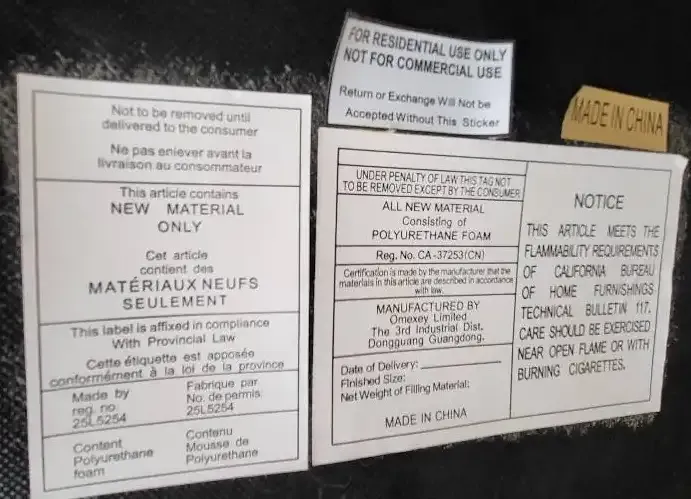 Not to be removed until
delivered to the consumer
Ne pas eniever avant la
livraison au consommateur
This article contains
NEW MATERIAL
ONLY
Cet article
contient des
MATÉRIAUX NEUFS
SEULEMENT
This label is affixed in compliance
With Provincial Law
Cette étiquette est apposée
conformément à la loi de la province
Made by
reg. no.
25L5254
Fabrique par
No. de permis:
25L5254
Content
Polyurethane
foam
Contenu
Mousse de
Polyurethane
FOR RESIDENTIAL USE ONLY
NOT FOR COMMERCIAL USE
Return or Exchange Will Not be
Accepted Without This Sticker
MADE IN CHINA
UNDER PENALTY OF LAW THIS TAG NOT
TO BE REMOVED EXCEPT BY THE CONSUMER
ALL NEW MATERIAL
Consisting of
POLYURETHANE FOAM
Reg. No. CA-37253(CN)
Certification is made by the manufacturer that the
materials in this article are described in accordance
with law.
MANUFACTURED BY
Omexey Limited
The 3rd Industrial Dist.
Dongguang Guangdong.
Date of Delivery:
Finished Size:
Net Weight of Filling Material:
MADE IN CHINA
NOTICE
THIS ARTICLE MEETS THE
FLAMMABILITY REQUIREMENTS
OF CALIFORNIA BUREAU
OF HOME FURNISHINGS
TECHNICAL BULLETIN 117.
CARE SHOULD BE EXERCISED
NEAR OPEN FLAME OR WITH
BURNING CIGARETTES.